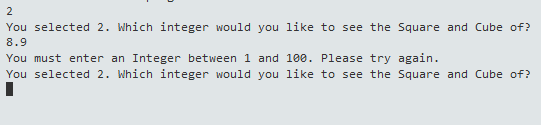 2
You selected 2. Which integer would you like to see the Square and Cube of?
8.9
You must enter an Integer between 1 and 100. Please try again.
You selected 2. Which integer would you like to see the Square and Cube of?